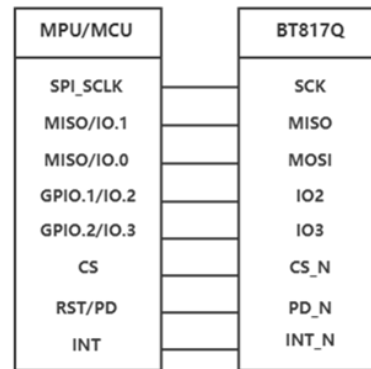 MPU/MCU BT817Q
SPI_SCLK SCK
MISO/IO.1 MISO
MISO/IO.0 MOSI
GPIO.1/IO.2 IO2
GPIO.2/IO.3 IO3
CS CS_N
RST/PD PD_N
INT INT_N